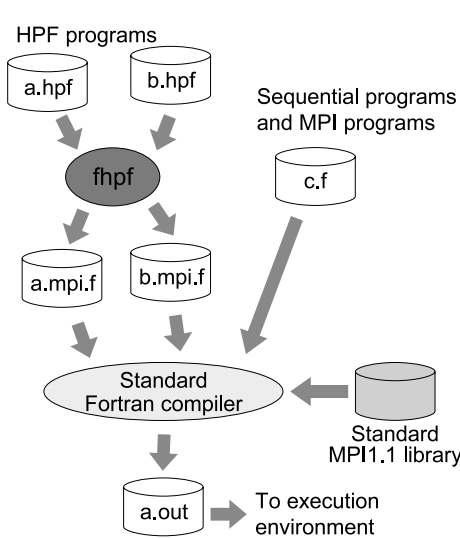 HPF programs
a.hpf
b.hpf
Sequential programs
and MPI programs
fhpf
c.f
a.mpi.f
b.mpi.f
Standard
Fortran compiler
Standard
MPI1.1 library
a.out
To execution
environment